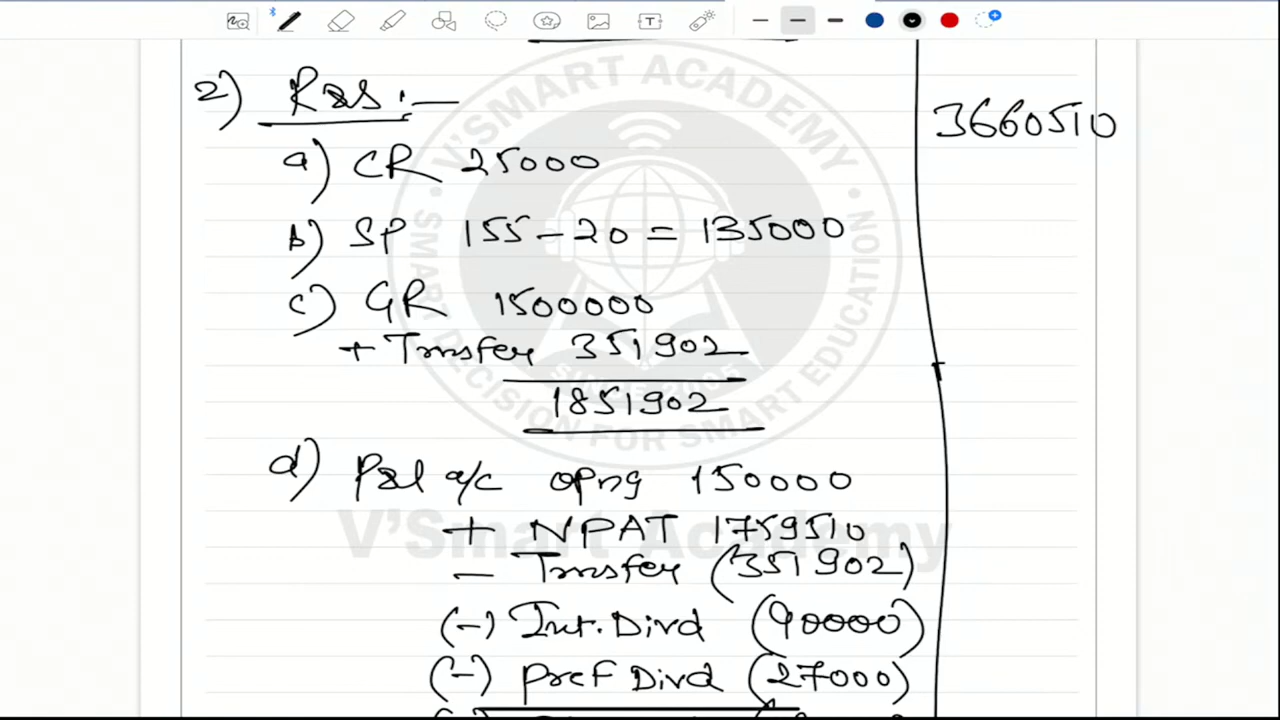 2) R&S :-
3660510
a) CR 25000
b) SP 155-20 = 135000
c) GR 1500000
+ Transfer 351902
1851902
d) P&L a/c opng 150000
+ NPAT 1759510
- Transfer (351902)
(-) Int. Divd (90000)
(-) Pref Divd (27000)
V'SMART ACADEMY
SMART DECISION FOR SMART EDUCATION
V'Smart Academy